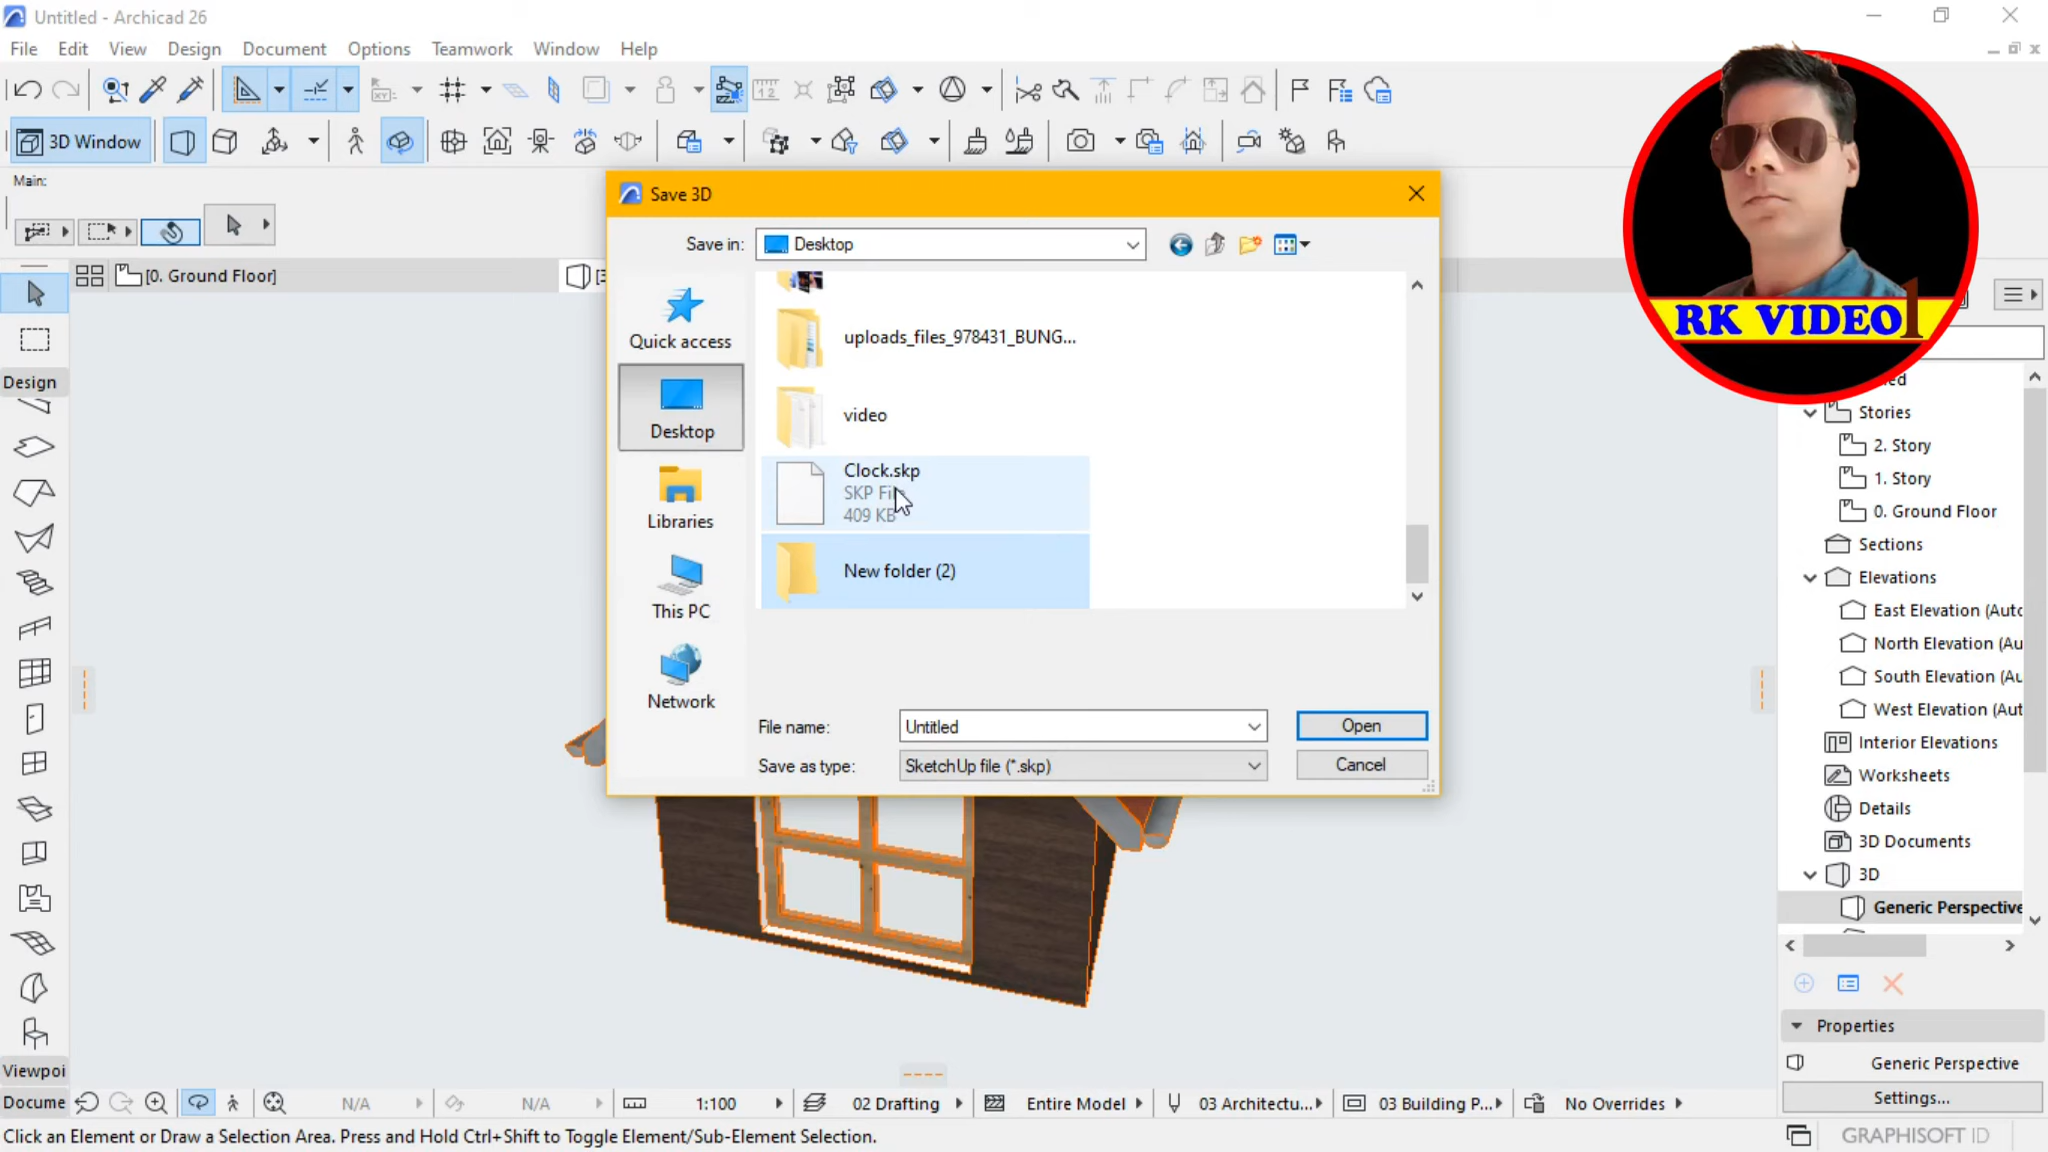 Untitled - Archicad 26
File Edit View Design Document Options Teamwork Window Help
3D Window
Main:
[0. Ground Floor]
[3
Save 3D
Save in: Desktop
Quick access
Desktop
Libraries
This PC
Network
uploads_files_978431_BUNG...
video
Clock.skp
SKP File
409 KB
New folder (2)
File name: Untitled Open
Save as type: SketchUp file (*.skp) Cancel
RK VIDEO1
Design
Viewpoi
Docume
Stories
2. Story
1. Story
0. Ground Floor
Sections
Elevations
East Elevation (Auto
North Elevation (Au
South Elevation (Au
West Elevation (Aut
Interior Elevations
Worksheets
Details
3D Documents
3D
Generic Perspective
Properties
Generic Perspective
Settings...
N/A N/A 1:100 02 Drafting Entire Model 03 Architectu... 03 Building P... No Overrides
Click an Element or Draw a Selection Area. Press and Hold Ctrl+Shift to Toggle Element/Sub-Element Selection.
GRAPHISOFT ID